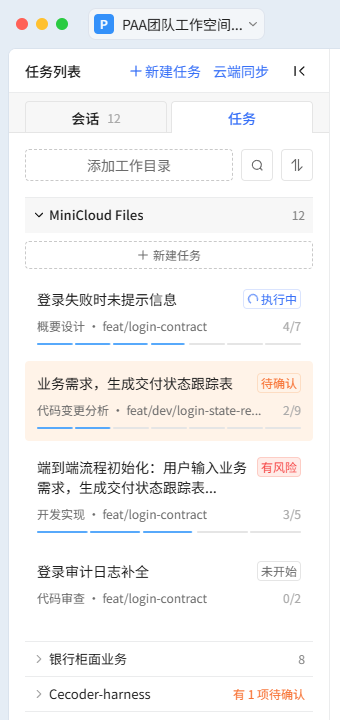 P PAA团队工作空间...
任务列表 + 新建任务 云端同步
会话 12 任务
添加工作目录
MiniCloud Files 12
+ 新建任务
登录失败时未提示信息 执行中
概要设计 · feat/login-contract 4/7
业务需求，生成交付状态跟踪表 待确认
代码变更分析 · feat/dev/login-state-re... 2/9
端到端流程初始化：用户输入业务 有风险
需求，生成交付状态跟踪表...
开发实现 · feat/login-contract 3/5
登录审计日志补全 未开始
代码审查 · feat/login-contract 0/2
银行柜面业务 8
Cecoder-harness 有 1 项待确认